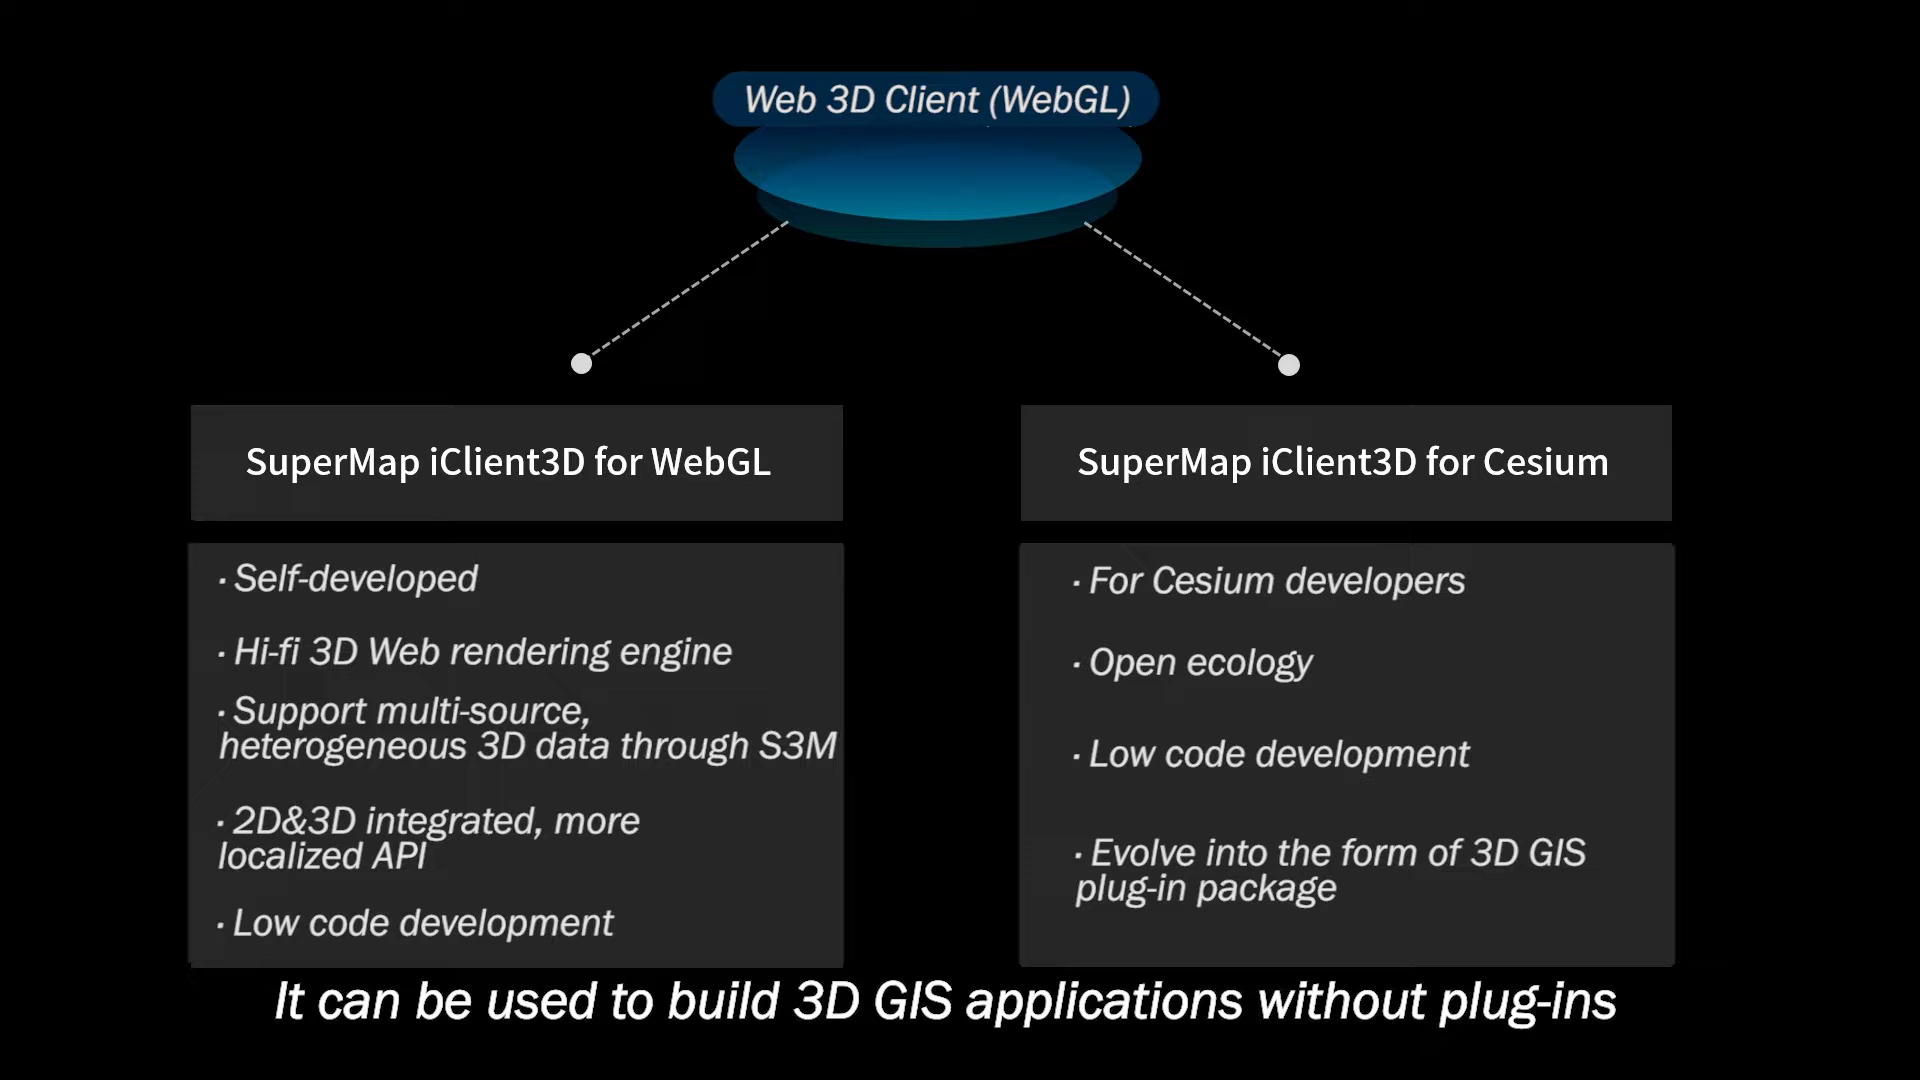 Web 3D Client (WebGL)
SuperMap iClient3D for WebGL
· Self-developed
· Hi-fi 3D Web rendering engine
· Support multi-source,
heterogeneous 3D data through S3M
· 2D&3D integrated, more
localized API
· Low code development
SuperMap iClient3D for Cesium
· For Cesium developers
· Open ecology
· Low code development
· Evolve into the form of 3D GIS
plug-in package
It can be used to build 3D GIS applications without plug-ins